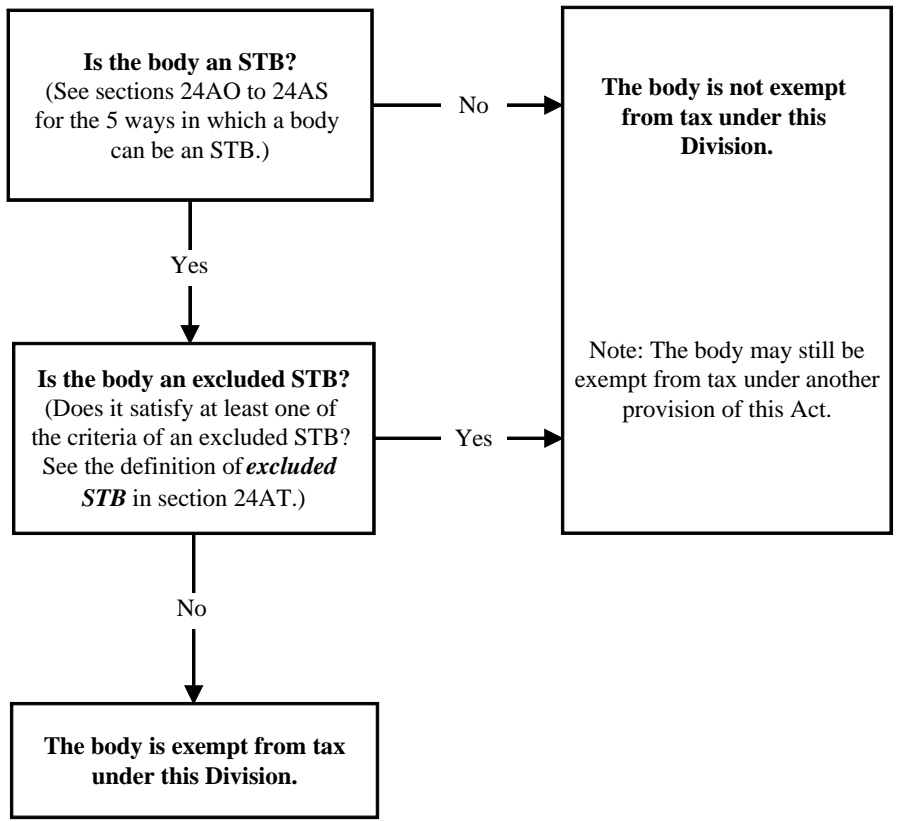 Is the body an STB?
(See sections 24AO to 24AS
for the 5 ways in which a body
can be an STB.)
No
The body is not exempt
from tax under this
Division.
Note: The body may still be
exempt from tax under another
provision of this Act.
Yes
Is the body an excluded STB?
(Does it satisfy at least one of
the criteria of an excluded STB?
See the definition of excluded
STB in section 24AT.)
Yes
No
The body is exempt from tax
under this Division.